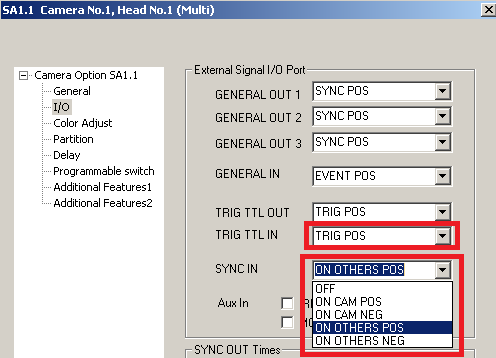 SA1.1 Camera No.1, Head No.1 (Multi)
Camera Option SA1.1
General
I/O
Color Adjust
Partition
Delay
Programmable switch
Additional Features1
Additional Features2
External Signal I/O Port
GENERAL OUT 1 SYNC POS
GENERAL OUT 2 SYNC POS
GENERAL OUT 3 SYNC POS
GENERAL IN EVENT POS
TRIG TTL OUT TRIG POS
TRIG TTL IN TRIG POS
SYNC IN ON OTHERS POS
OFF
ON CAM POS
ON CAM NEG
ON OTHERS POS
ON OTHERS NEG
Aux In
SYNC OUT Times